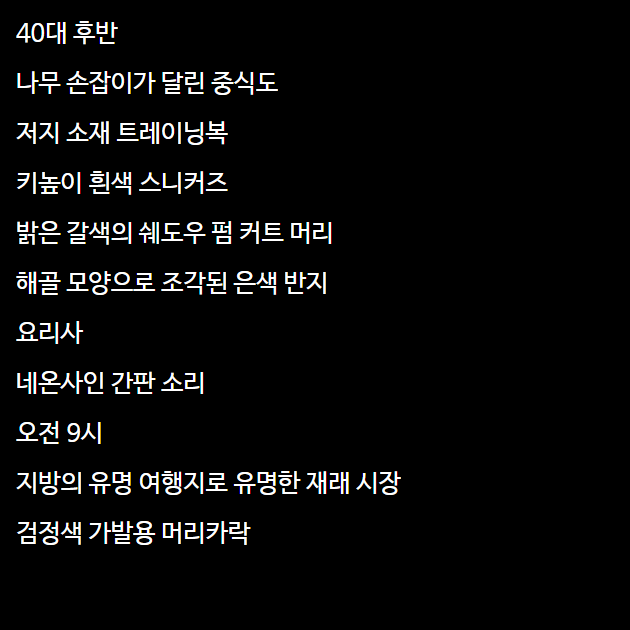 40대 후반
나무 손잡이가 달린 중식도
저지 소재 트레이닝복
키높이 흰색 스니커즈
밝은 갈색의 쉐도우 펌 커트 머리
해골 모양으로 조각된 은색 반지
요리사
네온사인 간판 소리
오전 9시
지방의 유명 여행지로 유명한 재래 시장
검정색 가발용 머리카락